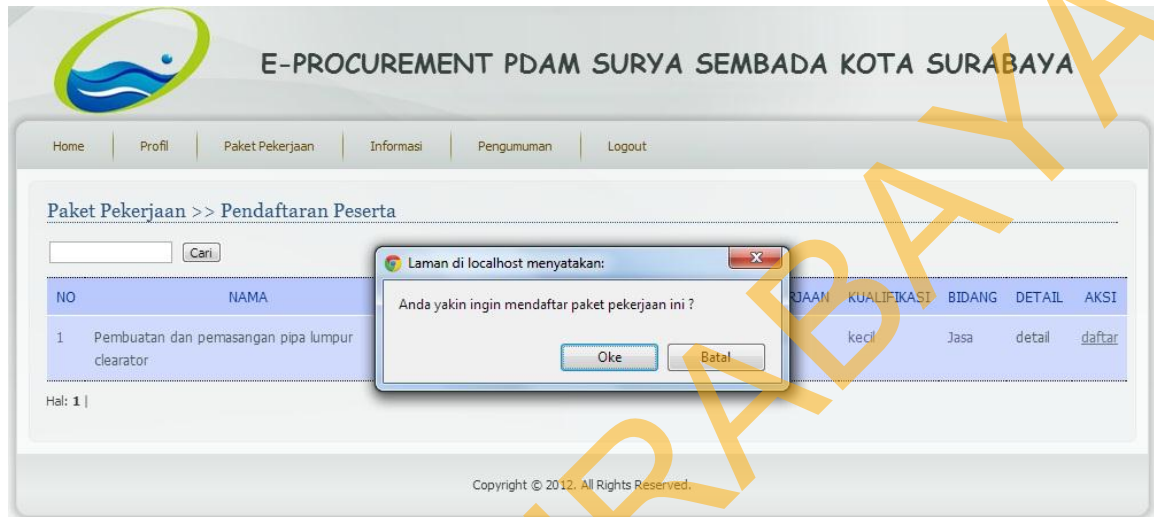 E-PROCUREMENT PDAM SURYA SEMBADA KOTA SURABAYA
Home Profil Paket Pekerjaan Informasi Pengumuman Logout
Paket Pekerjaan >> Pendaftaran Peserta
Cari
Laman di localhost menyatakan:
Anda yakin ingin mendaftar paket pekerjaan ini ?
Oke Batal
NO NAMA RJAAN KUALIFIKASI BIDANG DETAIL AKSI
1 Pembuatan dan pemasangan pipa lumpur clearator kecil Jasa detail daftar
Hal: 1 |
Copyright © 2012. All Rights Reserved.
RABAYA